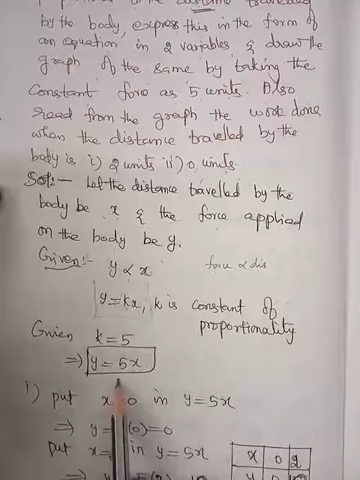 distance travelled
by the body, express this in the form of
an equation in 2 variables & draw the
graph of the same by taking the
Constant force as 5 units. Also
read from the graph the work done
when the distance travelled by the
body is i) 2 units ii) 0 units.
Sol:- Let the distance travelled by the
body be x & the force applied
on the body be y.
Given:- y ∝ x force ∝ dis
y = kx, k is constant of
proportionality.
Given k = 5
⇒ y = 5x
i) put x = 0 in y = 5x
⇒ y = (0) = 0
put x = in y = 5x
x 0 2